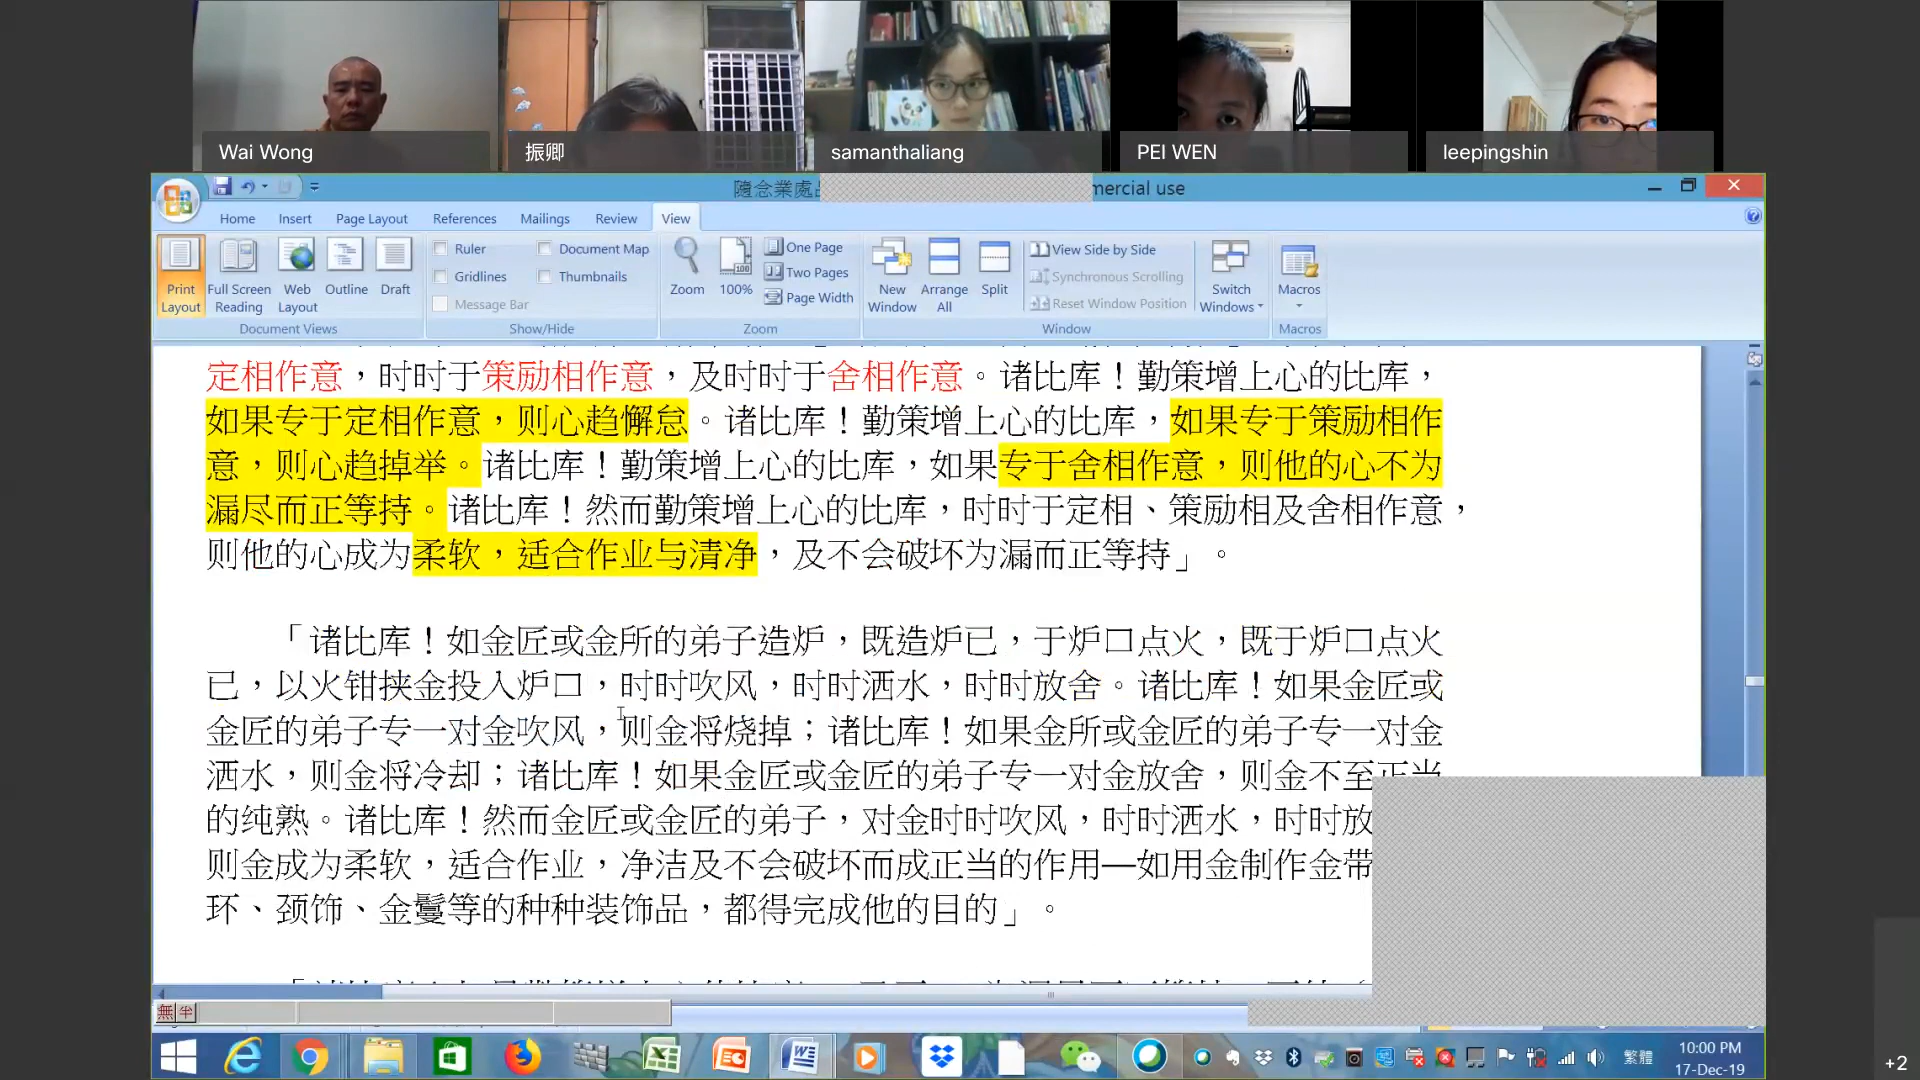 Wai Wong
振卿
samanthaliang
PEI WEN
leepingshin
隨念業處
mercial use
Home Insert Page Layout References Mailings Review View
Ruler
Gridlines
Message Bar
Document Map
Thumbnails
Print Layout
Full Screen Reading
Web Layout
Outline
Draft
Zoom
100%
One Page
Two Pages
Page Width
New Window
Arrange All
Split
View Side by Side
Synchronous Scrolling
Reset Window Position
Switch Windows
Macros
Document Views
Show/Hide
Zoom
Window
Macros
定相作意，时时于策励相作意，及时时于舍相作意。诸比库！勤策增上心的比库，
如果专于定相作意，则心趋懈怠。诸比库！勤策增上心的比库，如果专于策励相作
意，则心趋掉举。诸比库！勤策增上心的比库，如果专于舍相作意，则他的心不为
漏尽而正等持。诸比库！然而勤策增上心的比库，时时于定相、策励相及舍相作意，
则他的心成为柔软，适合作业与清净，及不会破坏为漏而正等持」。
「诸比库！如金匠或金所的弟子造炉，既造炉已，于炉口点火，既于炉口点火
已，以火钳挟金投入炉口，时时吹风，时时洒水，时时放舍。诸比库！如果金匠或
金匠的弟子专一对金吹风，则金将烧掉；诸比库！如果金所或金匠的弟子专一对金
洒水，则金将冷却；诸比库！如果金匠或金匠的弟子专一对金放舍，则金不至正当
的纯熟。诸比库！然而金匠或金匠的弟子，对金时时吹风，时时洒水，时时放
则金成为柔软，适合作业，净洁及不会破坏而成正当的作用—如用金制作金带
环、颈饰、金鬘等的种种装饰品，都得完成他的目的」。
無 半
繁體
10:00 PM
17-Dec-19
+2